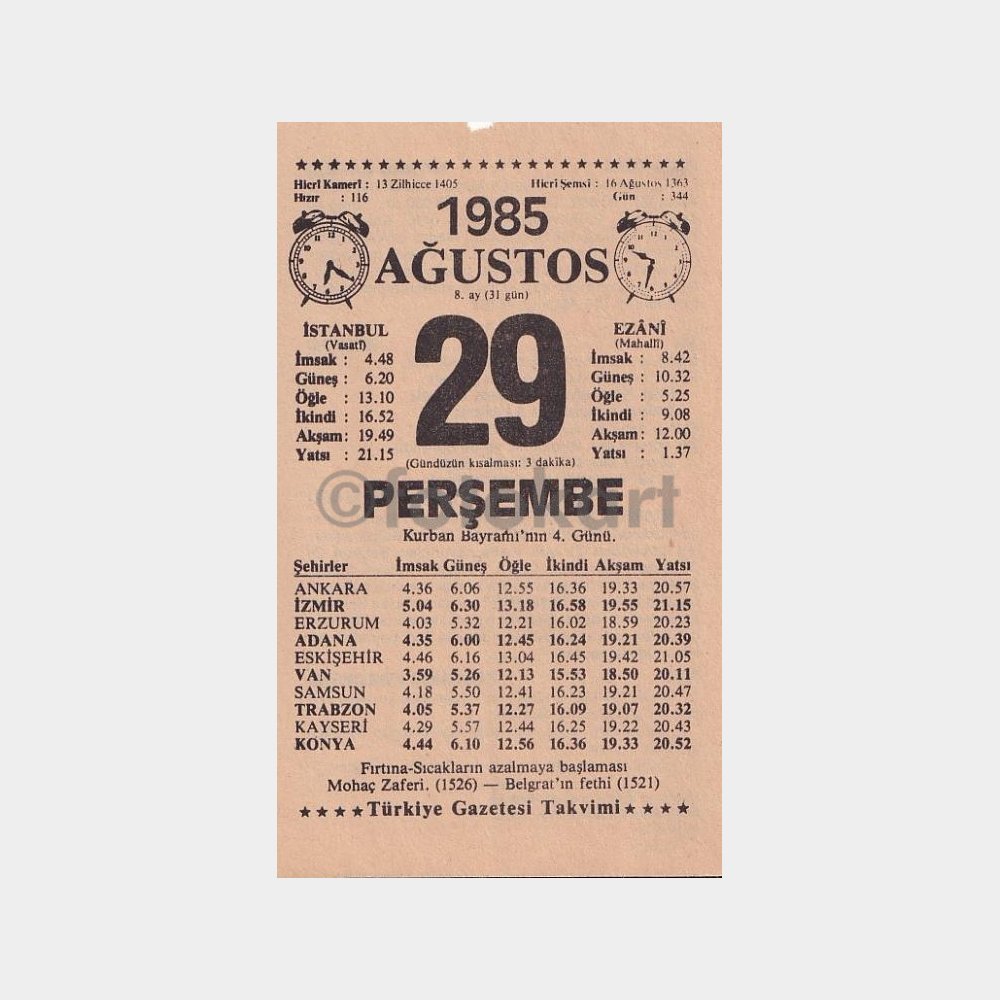 ★★★★★★★★★★★★★★★★★★★★★★★★★★★★★★
Hicrî Kamerî : 13 Zilhicce 1405 Hicrî Şemsî : 16 Ağustos 1363
Hızır : 116 Gün : 344
1985
AĞUSTOS
8. ay (31 gün)
29
İSTANBUL
(Vasatî)
İmsak : 4.48
Güneş : 6.20
Öğle : 13.10
İkindi : 16.52
Akşam : 19.49
Yatsı : 21.15
EZÂNÎ
(Mahallî)
İmsak : 8.42
Güneş : 10.32
Öğle : 5.25
İkindi : 9.08
Akşam : 12.00
Yatsı : 1.37
(Gündüzün kısalması: 3 dakîka)
©fotokart
PERŞEMBE
Kurban Bayramı'nın 4. Günü.
Şehirler İmsak Güneş Öğle İkindi Akşam Yatsı
ANKARA 4.36 6.06 12.55 16.36 19.33 20.57
İZMİR 5.04 6.30 13.18 16.58 19.55 21.15
ERZURUM 4.03 5.32 12.21 16.02 18.59 20.23
ADANA 4.35 6.00 12.45 16.24 19.21 20.39
ESKİŞEHİR 4.46 6.16 13.04 16.45 19.42 21.05
VAN 3.59 5.26 12.13 15.53 18.50 20.11
SAMSUN 4.18 5.50 12.41 16.23 19.21 20.47
TRABZON 4.05 5.37 12.27 16.09 19.07 20.32
KAYSERİ 4.29 5.57 12.44 16.25 19.22 20.43
KONYA 4.44 6.10 12.56 16.36 19.33 20.52
Fırtına-Sıcakların azalmaya başlaması
Mohaç Zaferi. (1526) — Belgrat'ın fethi (1521)
★★★★Türkiye Gazetesi Takvimi★★★★